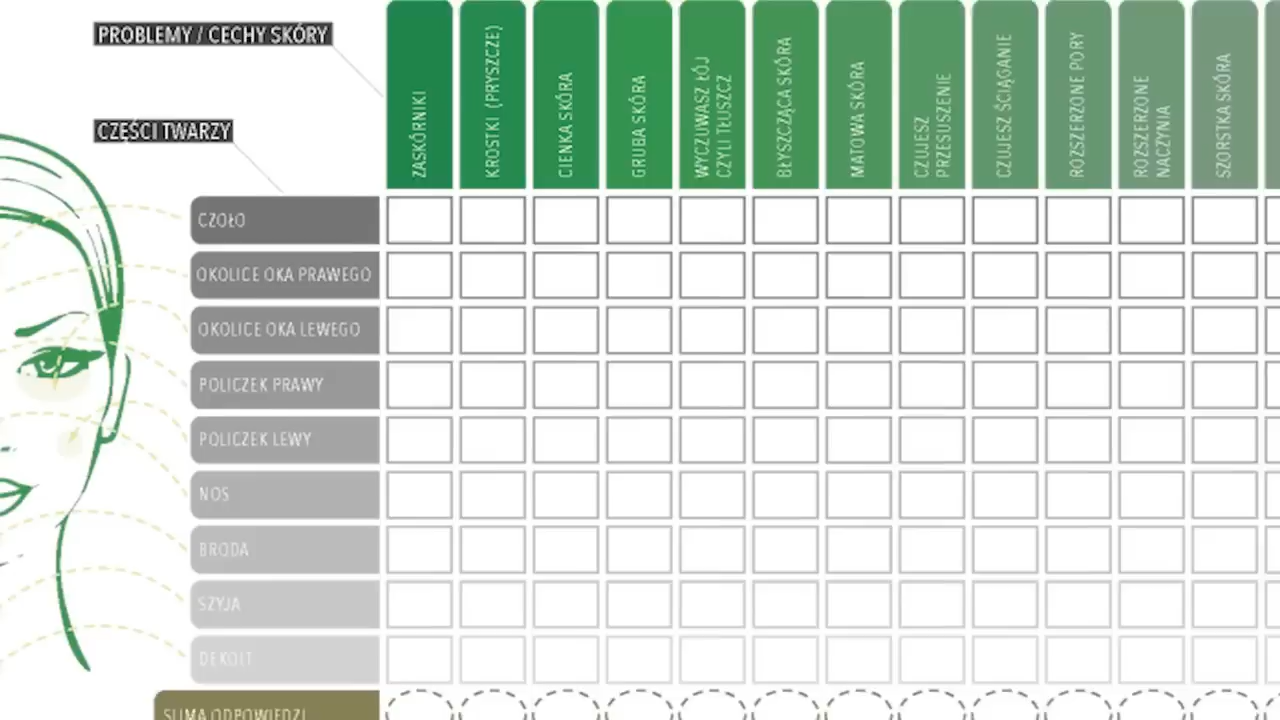 PROBLEMY / CECHY SKÓRY
CZĘŚCI TWARZY
ZASKÓRNIKI
KROSTKI (PRYSZCZE)
CIENKA SKÓRA
GRUBA SKÓRA
WYCZUWASZ ŁÓJ
CZYLI TŁUSZCZ
BŁYSZCZĄCA SKÓRA
MATOWA SKÓRA
CZUJESZ
PRZESUSZENIE
CZUJESZ ŚCIĄGANIE
ROZSZERZONE PORY
ROZSZERZONE
NACZYNIA
SZORSTKA SKÓRA
CZOŁO
OKOLICE OKA PRAWEGO
OKOLICE OKA LEWEGO
POLICZEK PRAWY
POLICZEK LEWY
NOS
BRODA
SZYJA
DEKOLT
SUMA ODPOWIEDZI